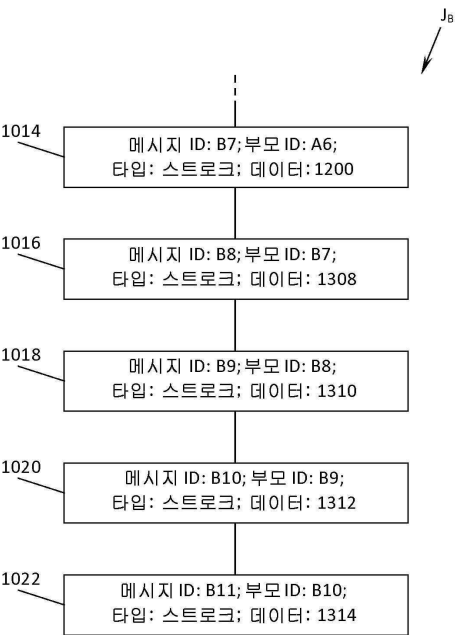 J_B
1014
메시지 ID: B7; 부모 ID: A6;
타입: 스트로크; 데이터: 1200
1016
메시지 ID: B8; 부모 ID: B7;
타입: 스트로크; 데이터: 1308
1018
메시지 ID: B9; 부모 ID: B8;
타입: 스트로크; 데이터: 1310
1020
메시지 ID: B10; 부모 ID: B9;
타입: 스트로크; 데이터: 1312
1022
메시지 ID: B11; 부모 ID: B10;
타입: 스트로크; 데이터: 1314